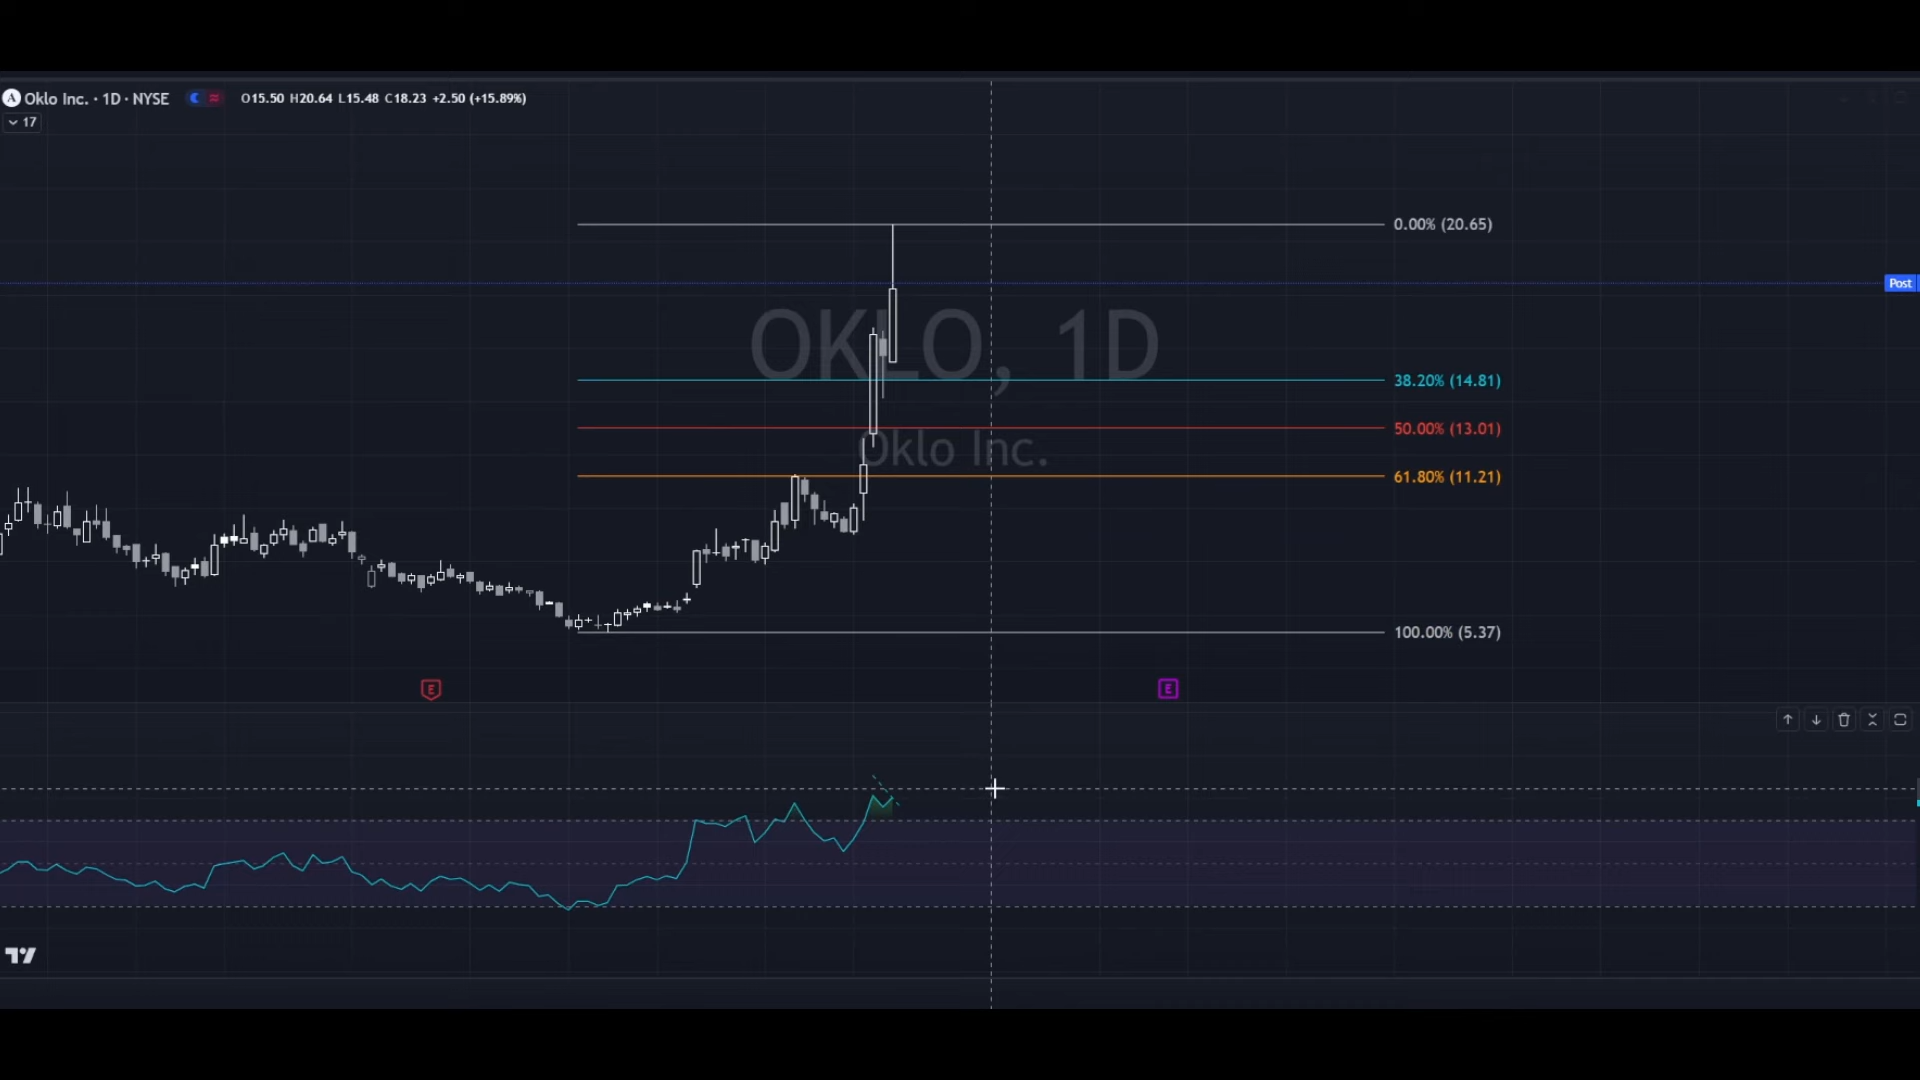 Oklo Inc. · 1D · NYSE O15.50 H20.64 L15.48 C18.23 +2.50 (+15.89%)
17
0.00% (20.65)
Post
OKLO, 1D
38.20% (14.81)
50.00% (13.01)
Oklo Inc.
61.80% (11.21)
100.00% (5.37)
E
E